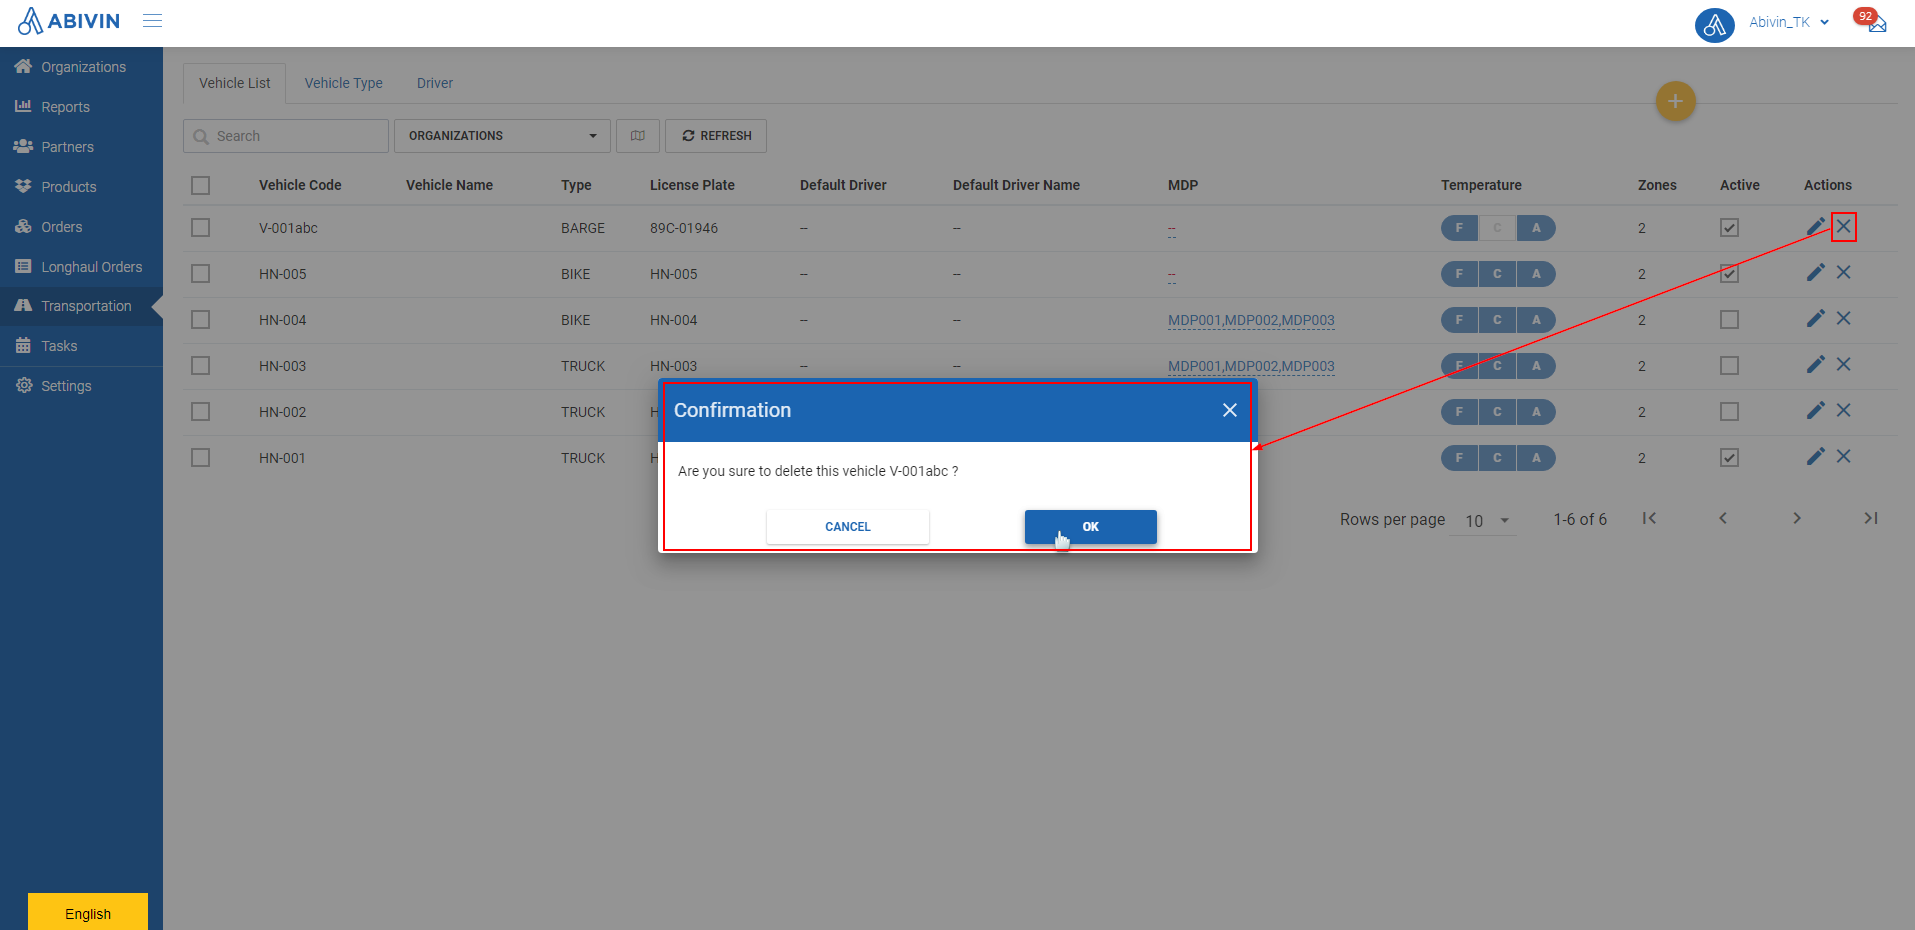 ABIVIN
Abivin_TK
92
Organizations
Reports
Partners
Products
Orders
Longhaul Orders
Transportation
Tasks
Settings
English
Vehicle List Vehicle Type Driver
+
Search ORGANIZATIONS REFRESH
Vehicle Code Vehicle Name Type License Plate Default Driver Default Driver Name MDP Temperature Zones Active Actions
V-001abc BARGE 89C-01946 -- -- -- F C A 2
HN-005 BIKE HN-005 -- -- -- F C A 2
HN-004 BIKE HN-004 -- -- MDP001,MDP002,MDP003 F C A 2
HN-003 TRUCK HN-003 -- -- MDP001,MDP002,MDP003 F C A 2
HN-002 TRUCK H F C A 2
HN-001 TRUCK H F C A 2
Confirmation
Are you sure to delete this vehicle V-001abc ?
CANCEL OK
Rows per page 10 1-6 of 6